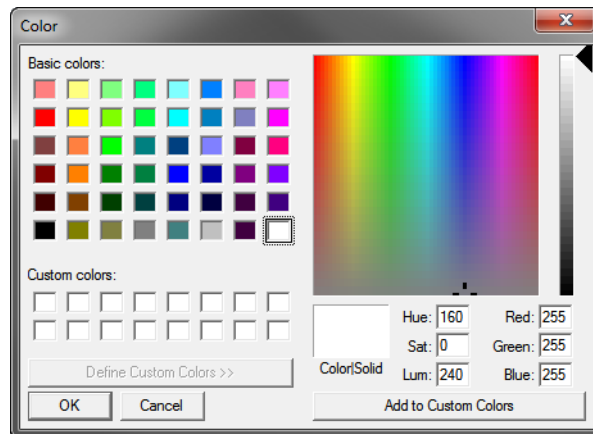 Color
Basic colors:
Custom colors:
Define Custom Colors >>
OK Cancel
Color|Solid
Hue: 160 Red: 255
Sat: 0 Green: 255
Lum: 240 Blue: 255
Add to Custom Colors